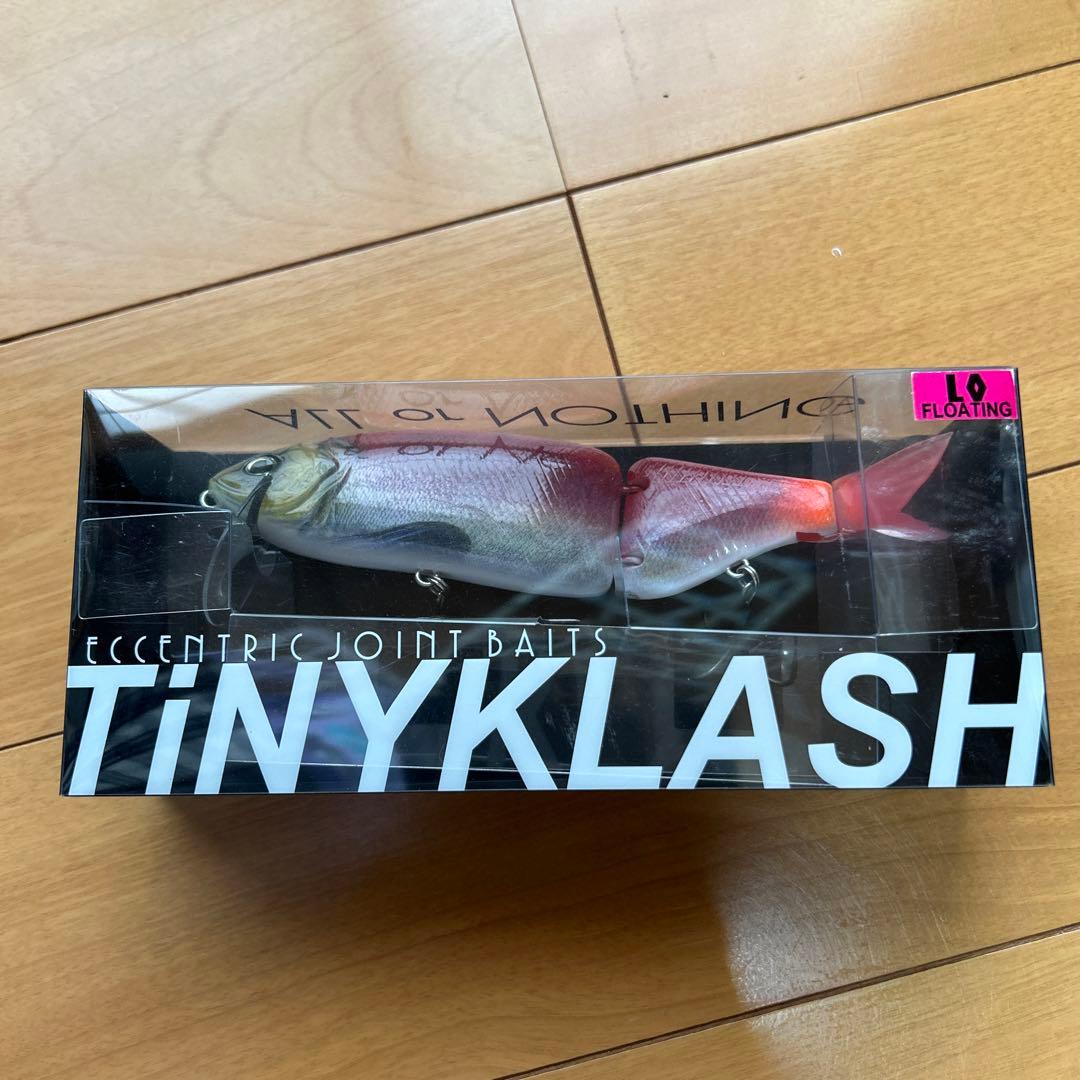 LO
FLOATING
ALL or NOTHING
ECCENTRIC JOINT BAITS
TiNYKLASH